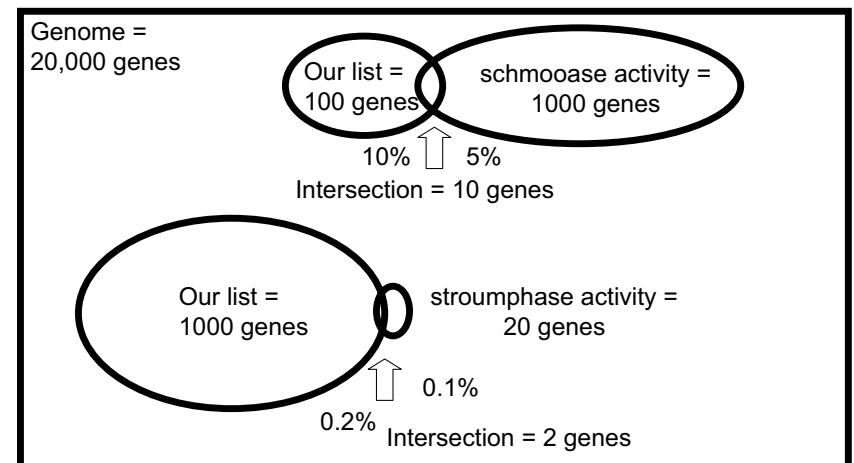 Genome =
20,000 genes
Our list =
100 genes
schmooase activity =
1000 genes
10%
5%
Intersection = 10 genes
Our list =
1000 genes
stroumphase activity =
20 genes
0.1%
0.2%
Intersection = 2 genes